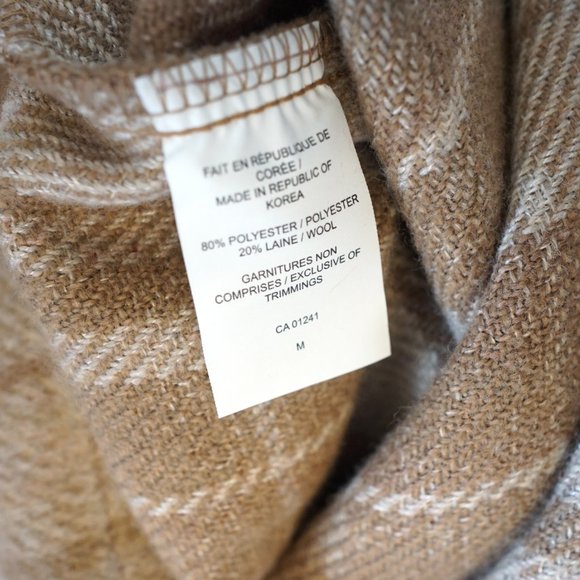 FAIT EN RÉPUBLIQUE DE
CORÉE /
MADE IN REPUBLIC OF
KOREA
80% POLYESTER / POLYESTER
20% LAINE / WOOL
GARNITURES NON
COMPRISES / EXCLUSIVE OF
TRIMMINGS
CA 01241
M